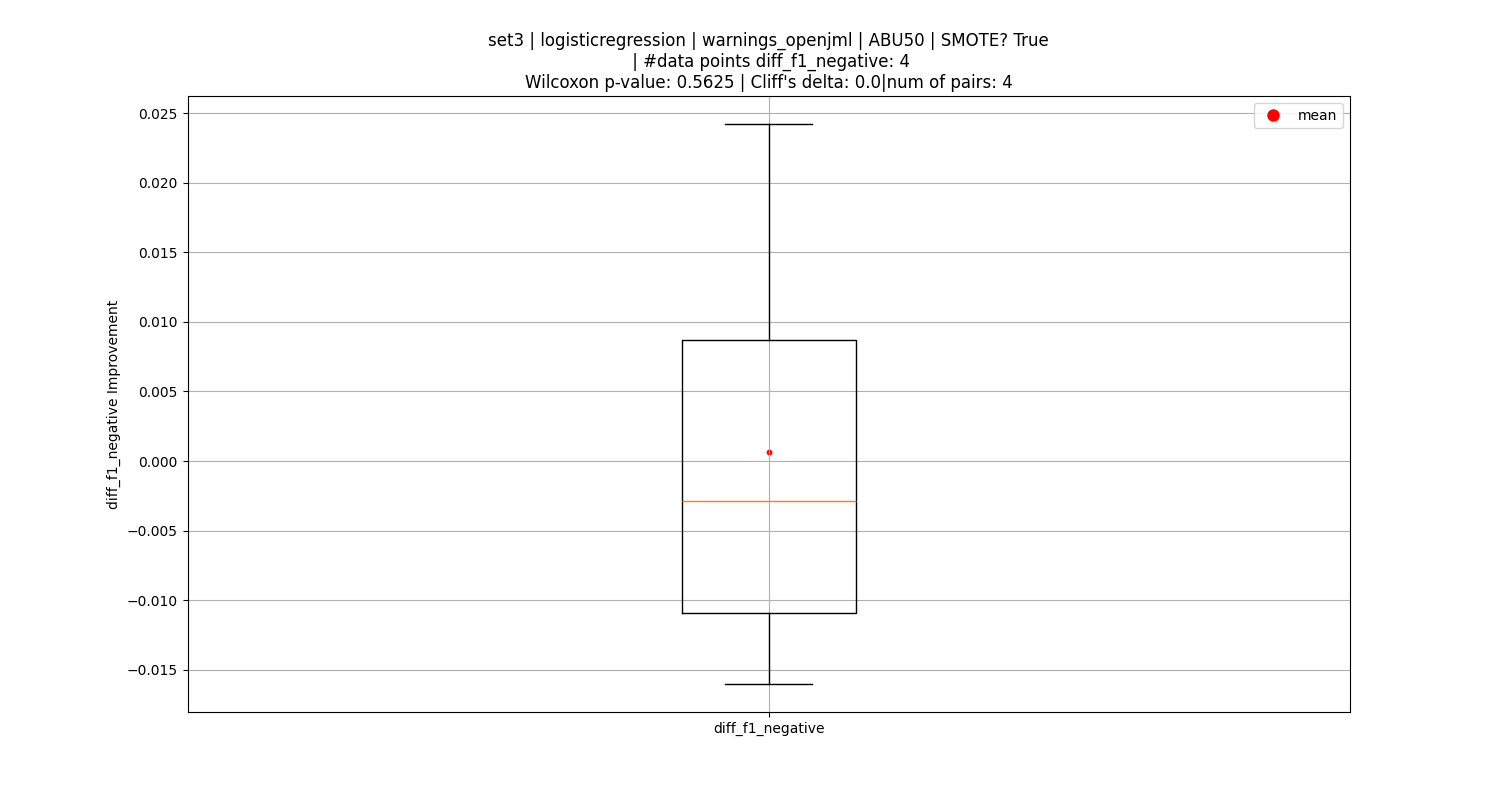 set3 | logisticregression | warnings_openjml | ABU50 | SMOTE? True
| #data points diff_f1_negative: 4
Wilcoxon p-value: 0.5625 | Cliff's delta: 0.0|num of pairs: 4
mean
0.025
0.020
0.015
0.010
0.005
0.000
−0.005
−0.010
−0.015
diff_f1_negative Improvement
diff_f1_negative